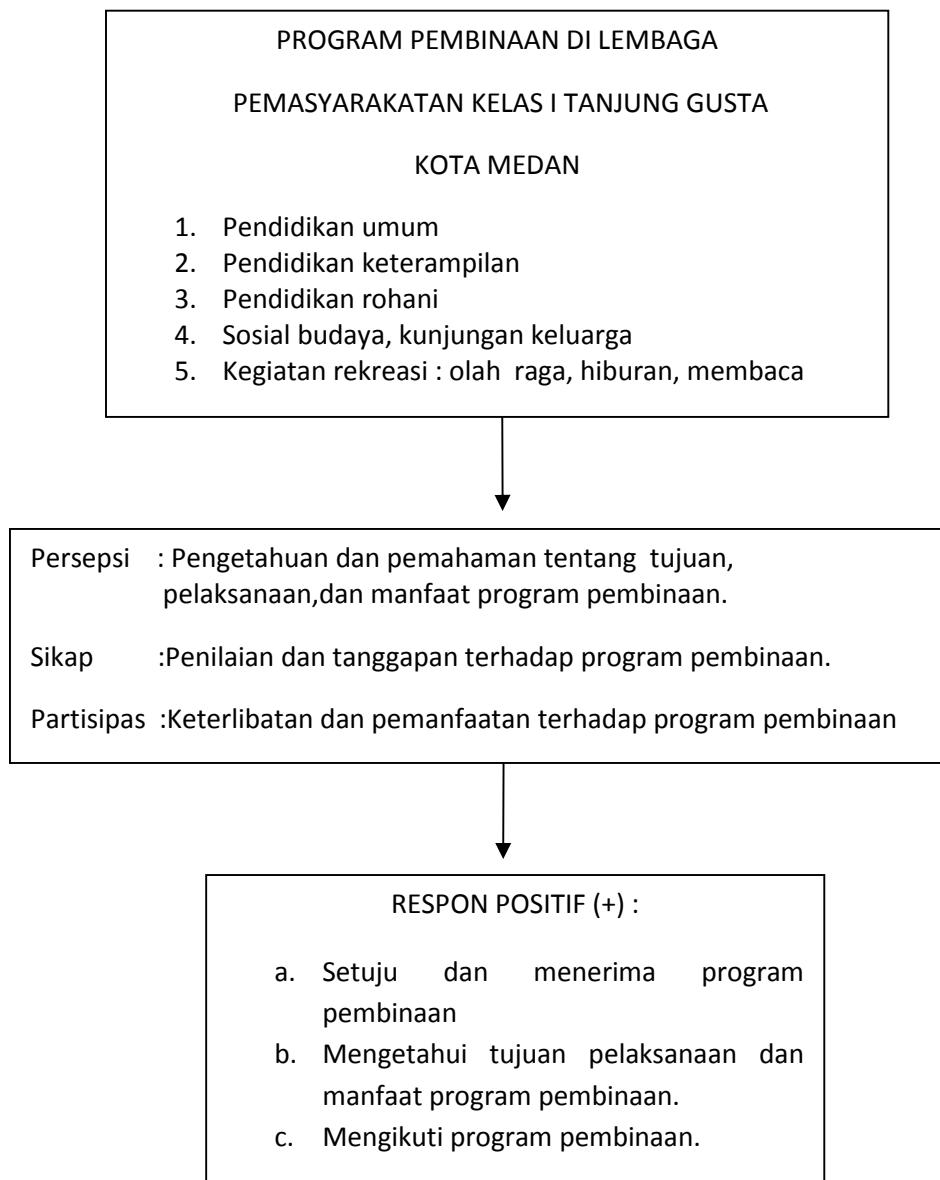 PROGRAM PEMBINAAN DI LEMBAGA
PEMASYARAKATAN KELAS I TANJUNG GUSTA
KOTA MEDAN
1. Pendidikan umum
2. Pendidikan keterampilan
3. Pendidikan rohani
4. Sosial budaya, kunjungan keluarga
5. Kegiatan rekreasi : olah raga, hiburan, membaca
Persepsi : Pengetahuan dan pemahaman tentang tujuan,
pelaksanaan,dan manfaat program pembinaan.
Sikap :Penilaian dan tanggapan terhadap program pembinaan.
Partisipas :Keterlibatan dan pemanfaatan terhadap program pembinaan
RESPON POSITIF (+) :
a. Setuju dan menerima program
pembinaan
b. Mengetahui tujuan pelaksanaan dan
manfaat program pembinaan.
c. Mengikuti program pembinaan.